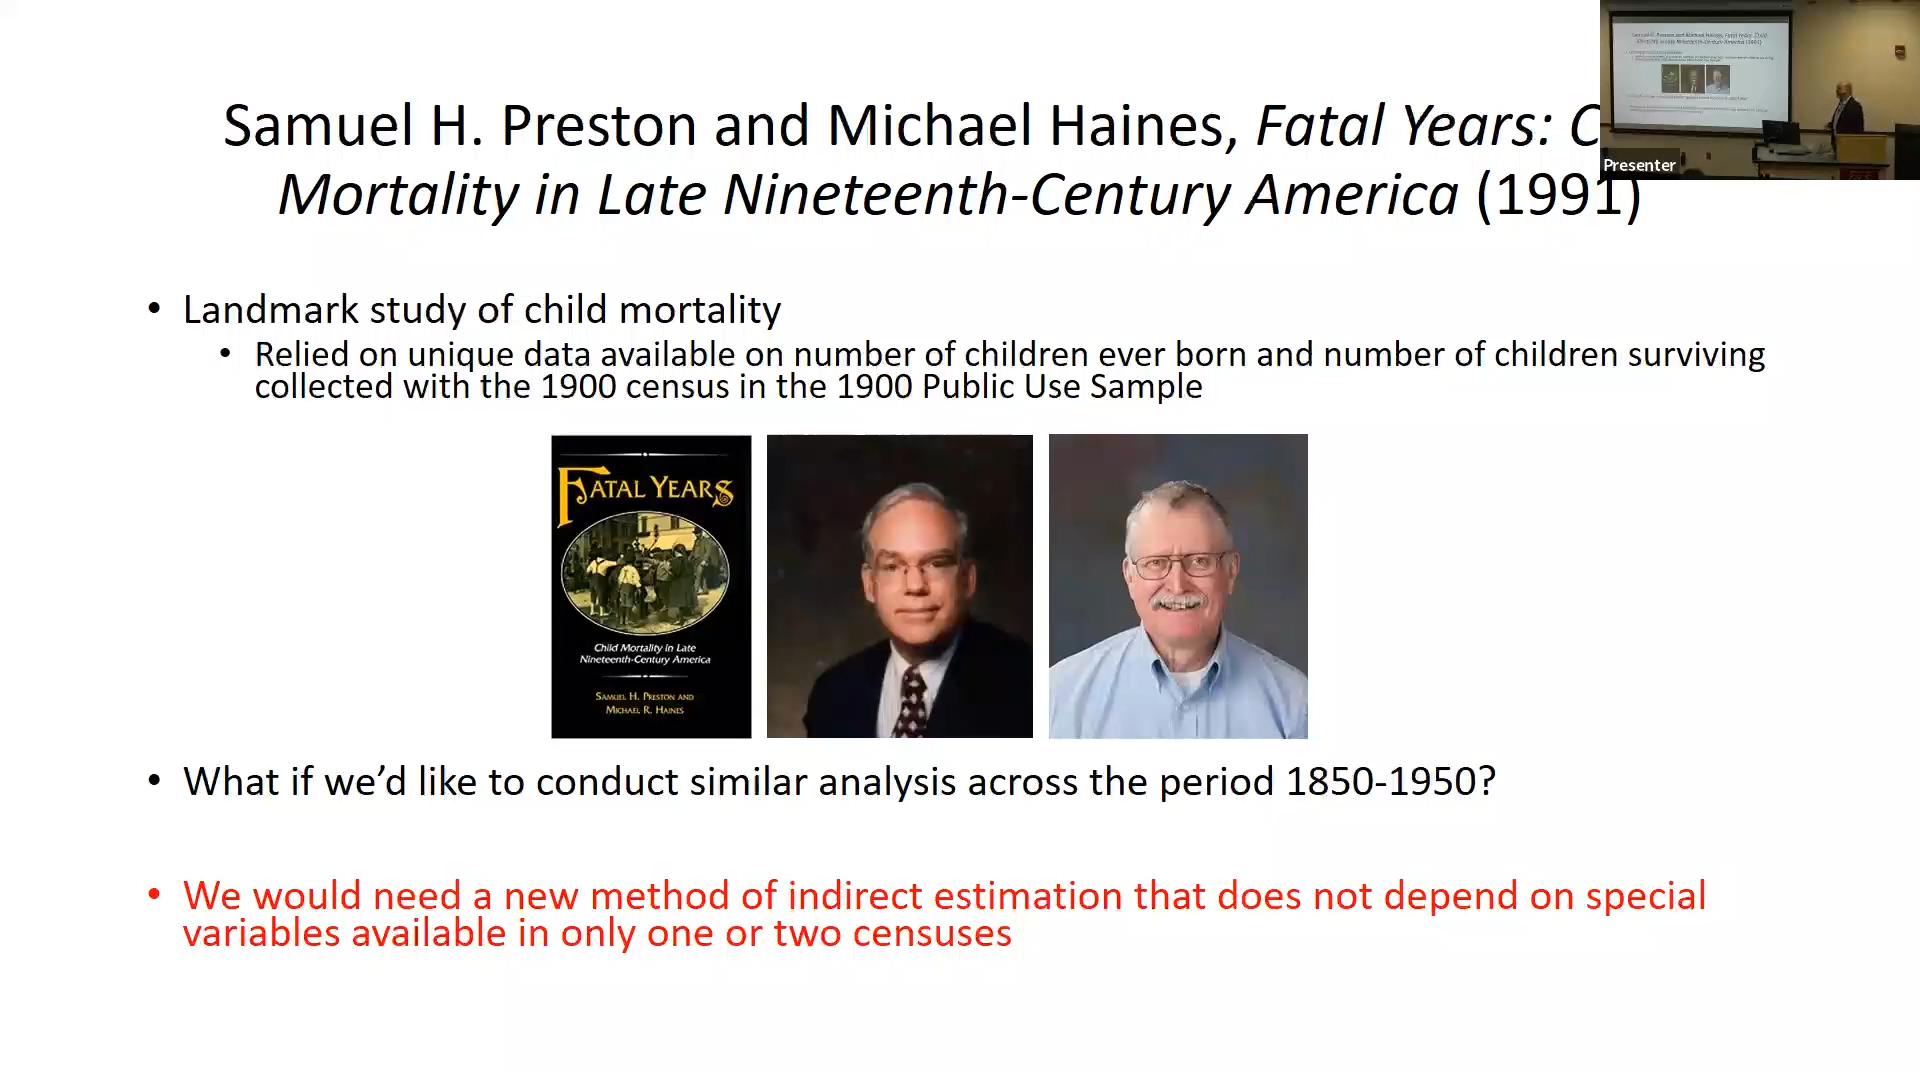 Samuel H. Preston and Michael Haines, Fatal Years: C
Mortality in Late Nineteenth-Century America (1991)
Presenter
• Landmark study of child mortality
• Relied on unique data available on number of children ever born and number of children surviving
collected with the 1900 census in the 1900 Public Use Sample
FATAL YEARS
Child Mortality in Late
Nineteenth-Century America
SAMUEL H. PRESTON AND
MICHAEL R. HAINES
• What if we’d like to conduct similar analysis across the period 1850-1950?
• We would need a new method of indirect estimation that does not depend on special
variables available in only one or two censuses